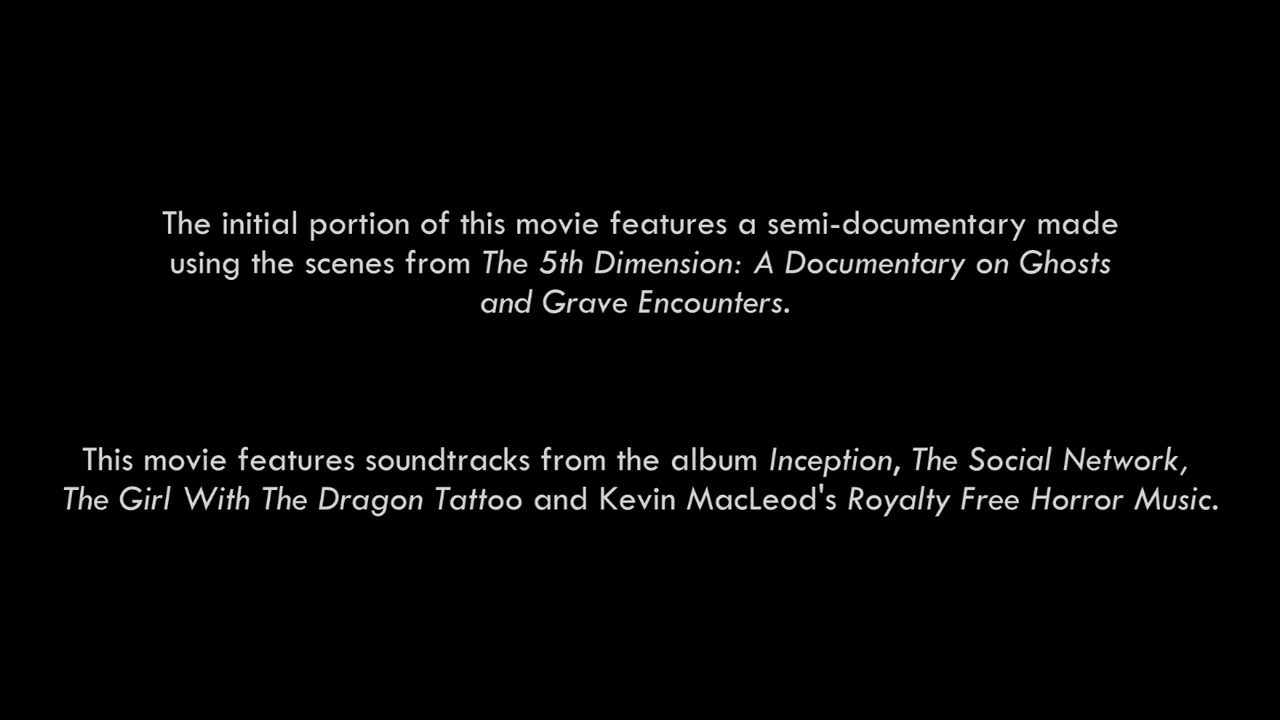 The initial portion of this movie features a semi-documentary made
using the scenes from The 5th Dimension: A Documentary on Ghosts
and Grave Encounters.
This movie features soundtracks from the album Inception, The Social Network,
The Girl With The Dragon Tattoo and Kevin MacLeod's Royalty Free Horror Music.